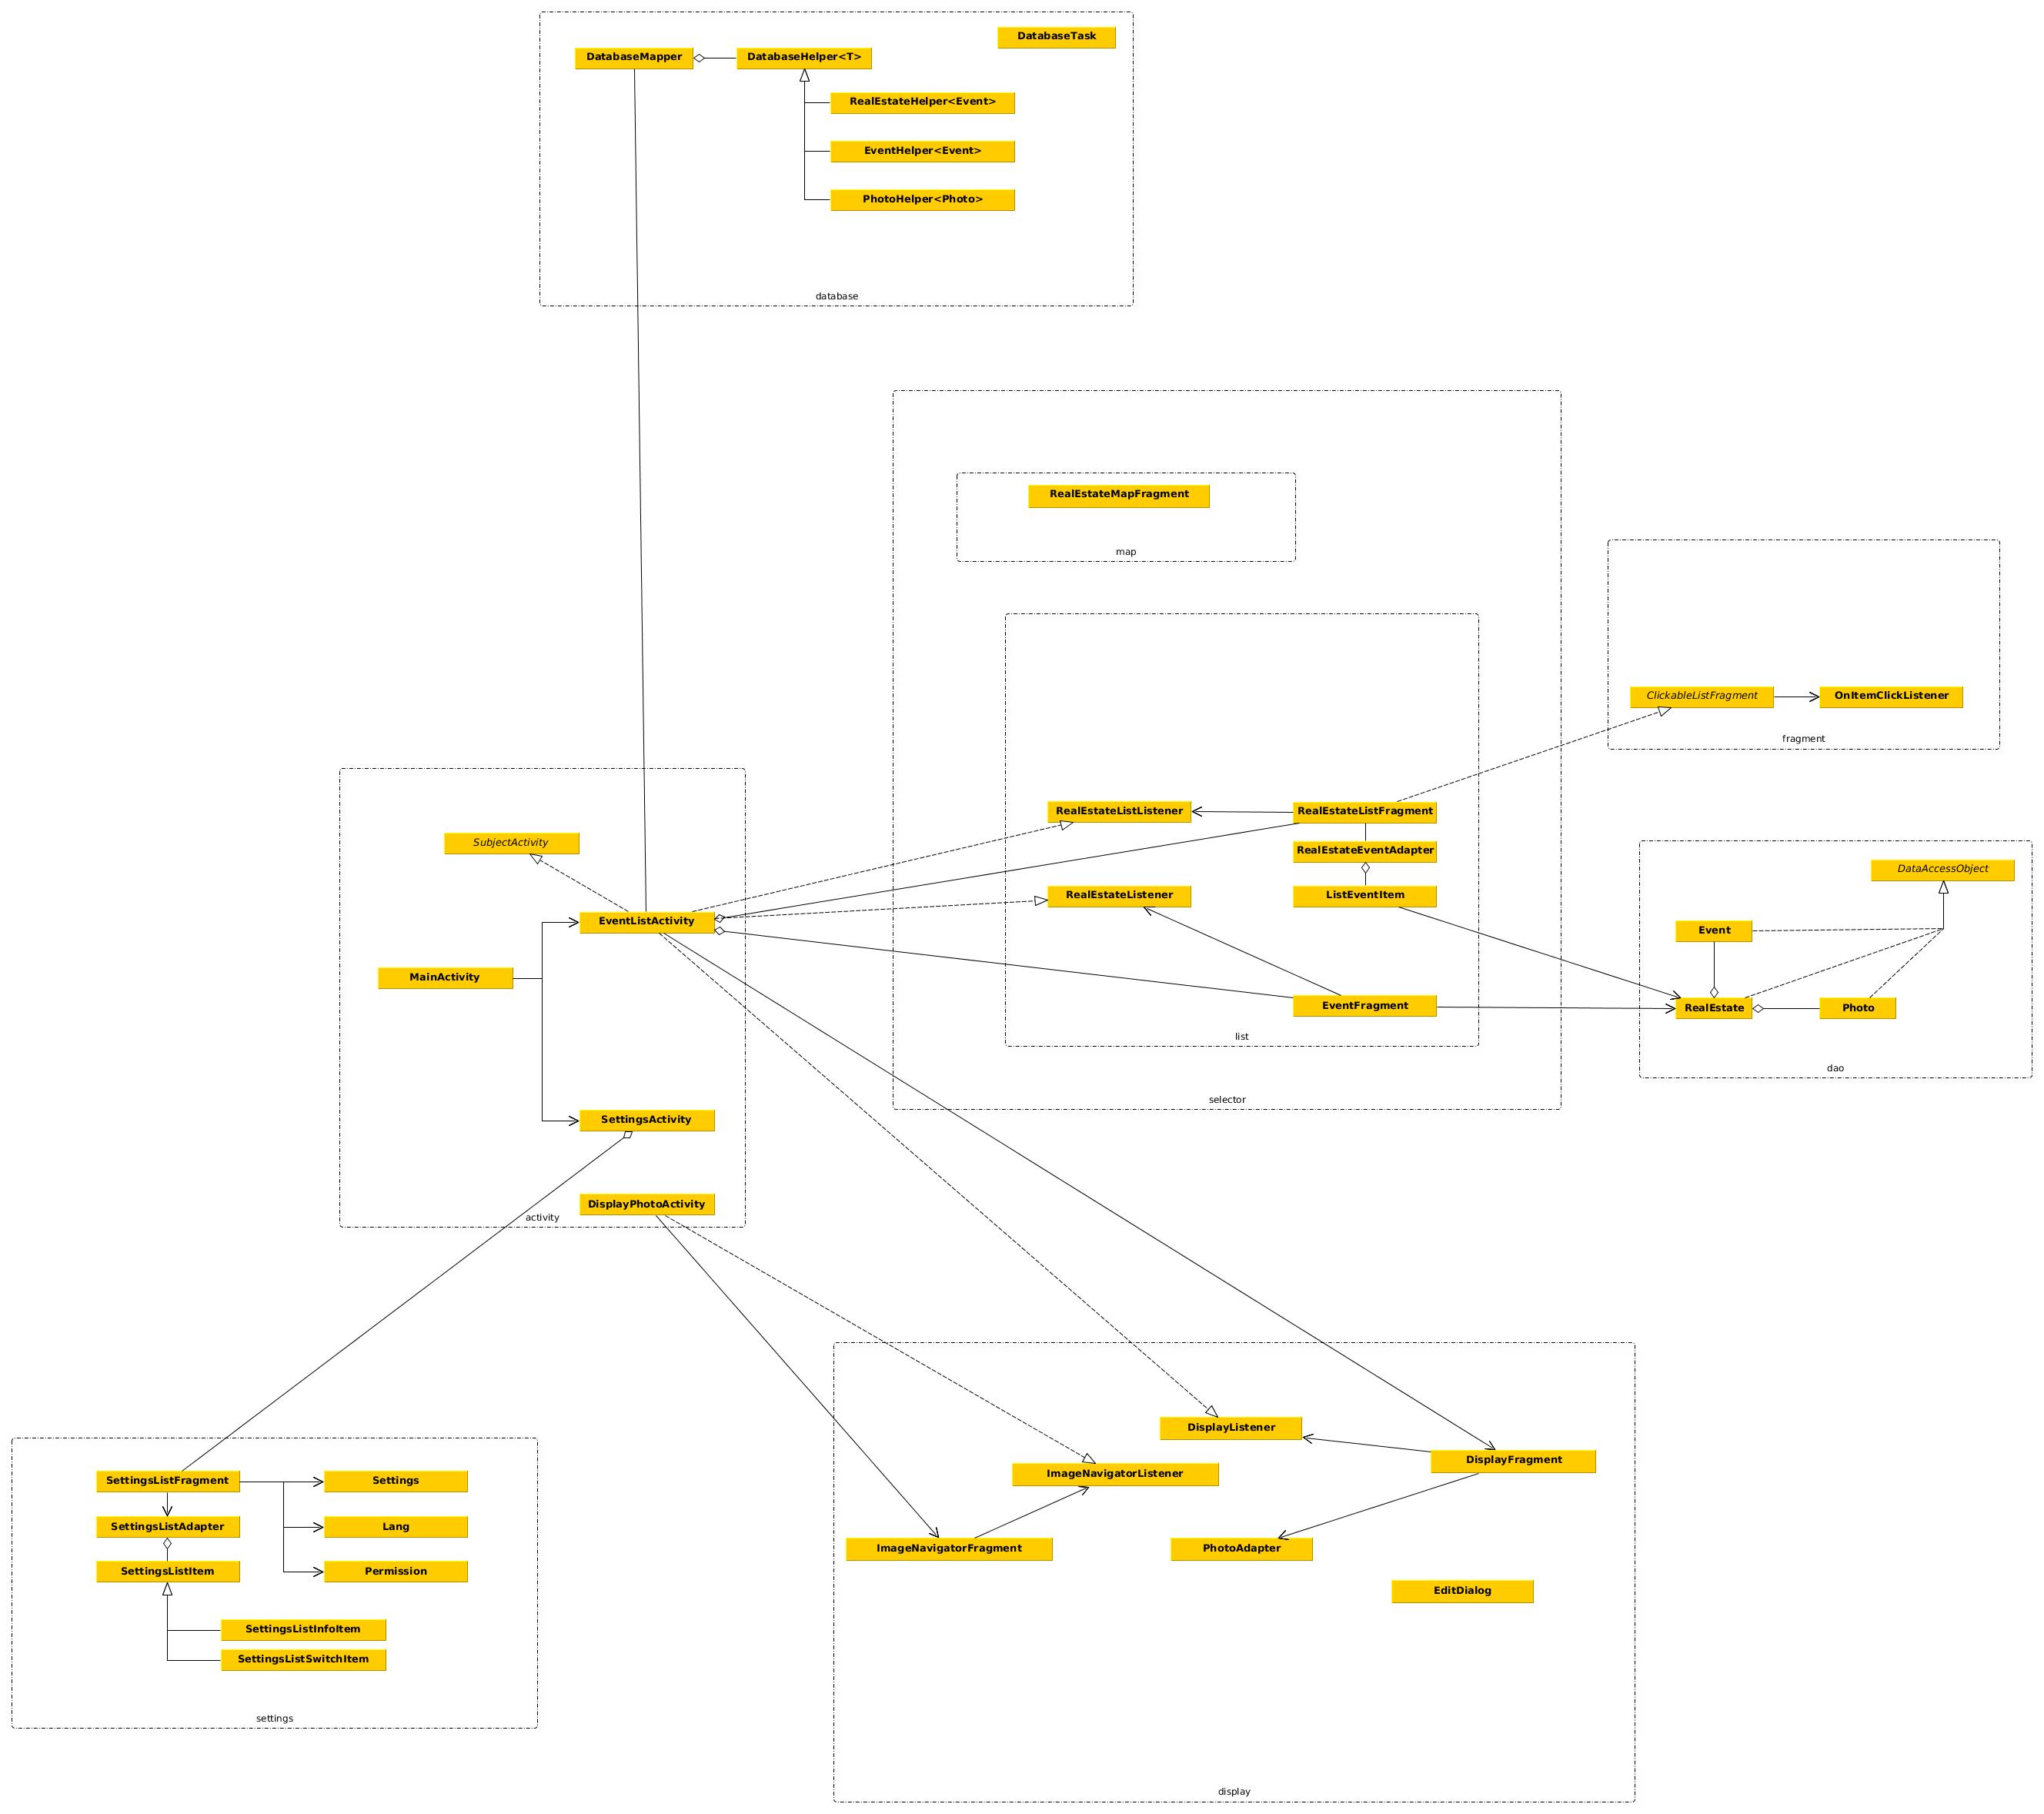 DatabaseTask
DatabaseMapper
DatabaseHelper<T>
RealEstateHelper<Event>
EventHelper<Event>
PhotoHelper<Photo>
database
RealEstateMapFragment
map
ClickableListFragment
OnItemClickListener
fragment
RealEstateListListener
RealEstateListFragment
RealEstateEventAdapter
RealEstateListener
ListEventItem
EventFragment
list
selector
SubjectActivity
EventListActivity
MainActivity
SettingsActivity
DisplayPhotoActivity
activity
DataAccessObject
Event
RealEstate
Photo
dao
SettingsListFragment
Settings
SettingsListAdapter
Lang
SettingsListItem
Permission
SettingsListInfoItem
SettingsListSwitchItem
settings
DisplayListener
DisplayFragment
ImageNavigatorListener
ImageNavigatorFragment
PhotoAdapter
EditDialog
display